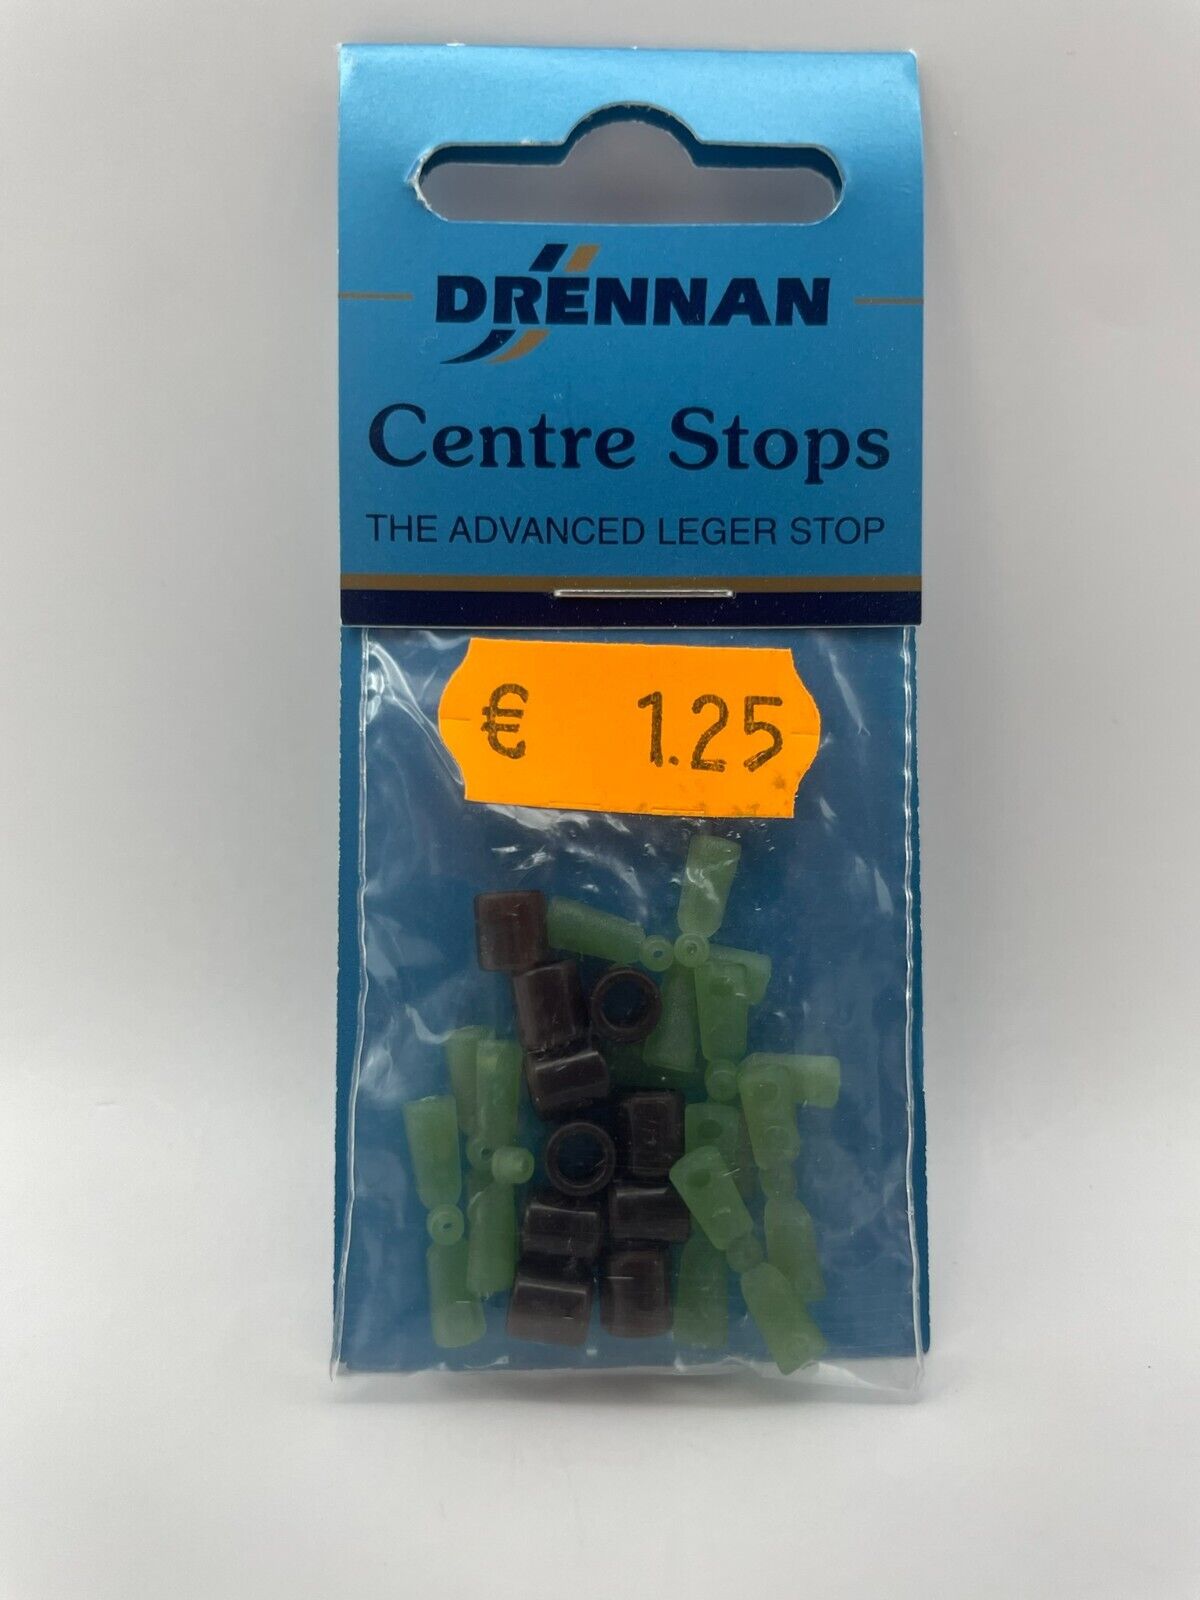 DRENNAN
Centre Stops
THE ADVANCED LEGER STOP
€ 1.25